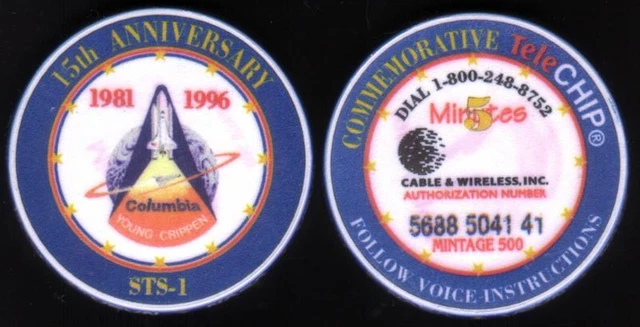 15th ANNIVERSARY
1981 1996
Columbia
YOUNG CRIPPEN
STS-1
COMMEMORATIVE TeleCHIP®
DIAL 1-800-248-8752
5 Minutes
CABLE & WIRELESS, INC.
AUTHORIZATION NUMBER
5688 5041 41
MINTAGE 500
FOLLOW VOICE INSTRUCTIONS